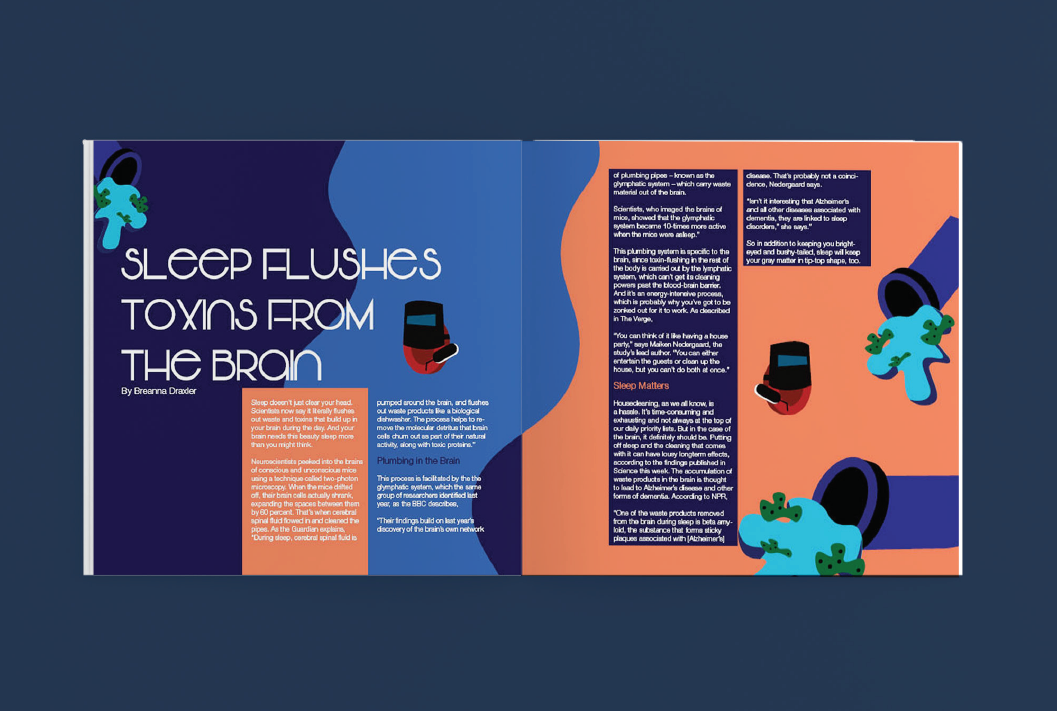 SLEEP FLUSHES
TOXINS FROM
THE BRAIN
By Breanna Draxler
Sleep doesn't just clear your head.
Scientists now say it literally flushes
out waste and toxins that build up in
your brain during the day. And your
brain needs this beauty sleep more
than you might think.
Neuroscientists peeked into the brains
of conscious and unconscious mice
using a technique called two-photon
microscopy. When the mice drifted
off, their brain cells actually shrank,
expanding the spaces between them
by 60 percent. That's when cerebral
spinal fluid flowed in and cleaned the
pipes. As the Guardian explains,
"During sleep, cerebral spinal fluid is
pumped around the brain, and flushes
out waste products like a biological
dishwasher. The process helps to re-
move the molecular detritus that brain
cells churn out as part of their natural
activity, along with toxic proteins."
Plumbing in the Brain
This process is facilitated by the the
glymphatic system, which the same
group of researchers identified last
year, as the BBC describes,
"Their findings build on last year's
discovery of the brain's own network
of plumbing pipes – known as the
glymphatic system – which carry waste
material out of the brain.
Scientists, who imaged the brains of
mice, showed that the glymphatic
system became 10-times more active
when the mice were asleep."
This plumbing system is specific to the
brain, since toxin-flushing in the rest of
the body is carried out by the lymphatic
system, which can't get its cleaning
powers past the blood-brain barrier.
And it's an energy-intensive process,
which is probably why you've got to be
zonked out for it to work. As described
in The Verge,
"You can think of it like having a house
party," says Maiken Nedergaard, the
study's lead author. "You can either
entertain the guests or clean up the
house, but you can't do both at once."
Sleep Matters
Housecleaning, as we all know, is
a hassle. It's time-consuming and
exhausting and not always at the top of
our daily priority lists. But in the case of
the brain, it definitely should be. Putting
off sleep and the cleaning that comes
with it can have lousy longterm effects,
according to the findings published in
Science this week. The accumulation of
waste products in the brain is thought
to lead to Alzheimer's disease and other
forms of dementia. According to NPR,
"One of the waste products removed
from the brain during sleep is beta amy-
loid, the substance that forms sticky
plaques associated with [Alzheimer's]
disease. That's probably not a coinci-
dence, Nedergaard says.
"Isn't it interesting that Alzheimer's
and all other diseases associated with
dementia, they are linked to sleep
disorders," she says."
So in addition to keeping you bright-
eyed and bushy-tailed, sleep will keep
your gray matter in tip-top shape, too.